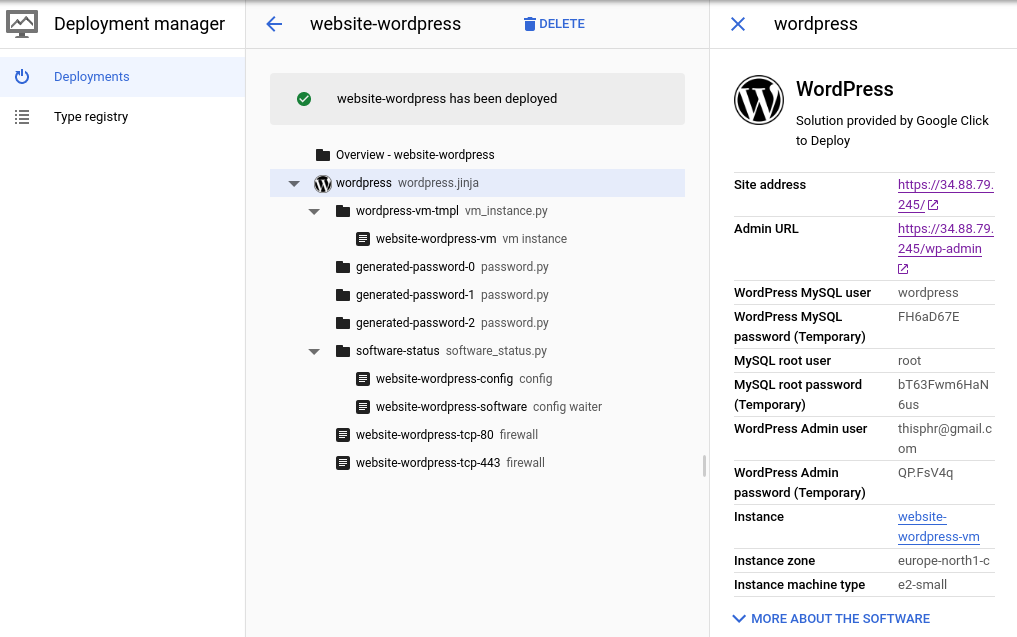 Deployment manager
Deployments
Type registry
website-wordpress
DELETE
website-wordpress has been deployed
Overview - website-wordpress
wordpress wordpress.jinja
wordpress-vm-tmpl vm_instance.py
website-wordpress-vm vm instance
generated-password-0 password.py
generated-password-1 password.py
generated-password-2 password.py
software-status software_status.py
website-wordpress-config config
website-wordpress-software config waiter
website-wordpress-tcp-80 firewall
website-wordpress-tcp-443 firewall
wordpress
WordPress
Solution provided by Google Click
to Deploy
Site address https://34.88.79.
245/
Admin URL https://34.88.79.
245/wp-admin
WordPress MySQL user wordpress
WordPress MySQL FH6aD67E
password (Temporary)
MySQL root user root
MySQL root password bT63Fwm6HaN
(Temporary) 6us
WordPress Admin user thisphr@gmail.c
om
WordPress Admin QP.FsV4q
password (Temporary)
Instance website-
wordpress-vm
Instance zone europe-north1-c
Instance machine type e2-small
MORE ABOUT THE SOFTWARE